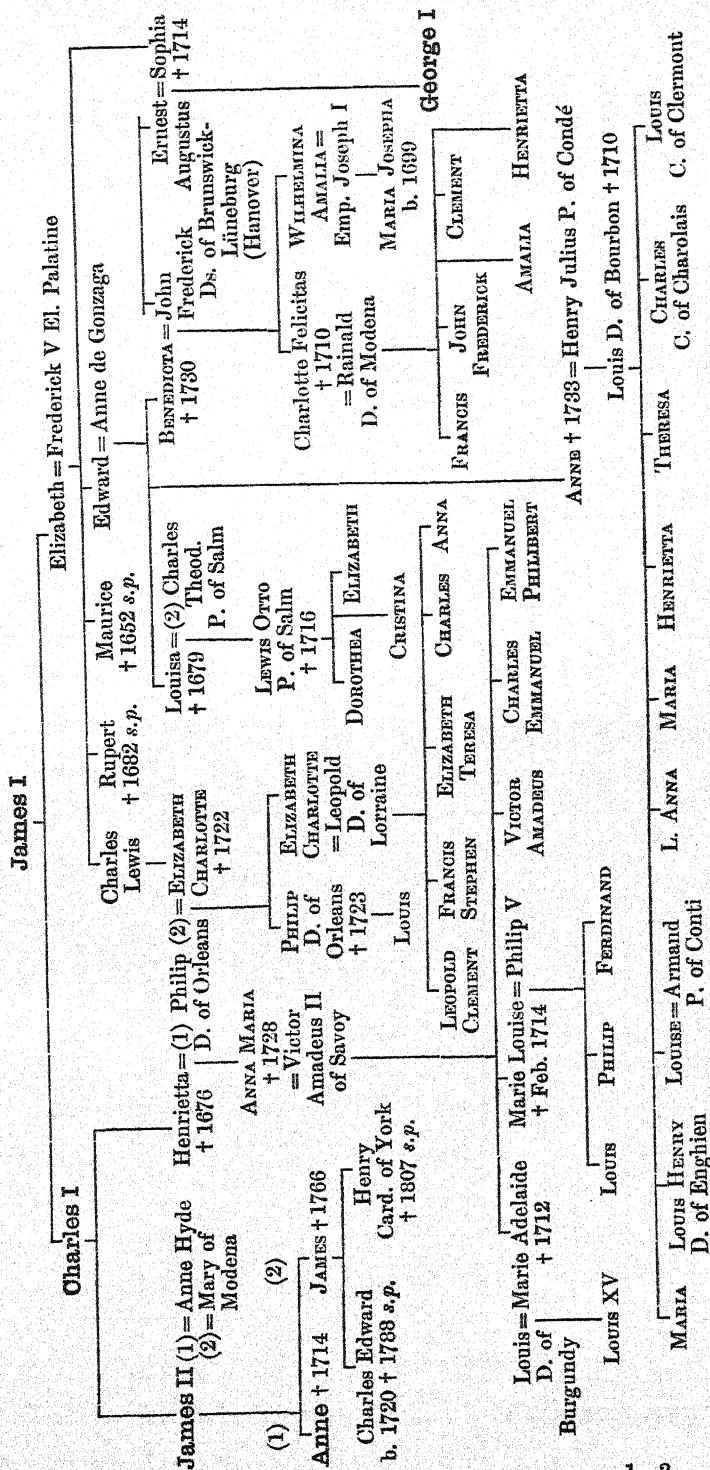 James I
Charles I
Elizabeth = Frederick V El. Palatine
James II (1) = Anne Hyde
(2) = Mary of
Modena
Henrietta = (1) Philip (2) = ELIZABETH
† 1676
D. of Orleans
CHARLOTTE
† 1722
Charles
Lewis
Rupert
† 1682 s.p.
Maurice
† 1652 s.p.
Edward = Anne de Gonzaga
Ernest = Sophia
Augustus
† 1714
(1)
(2)
Anne † 1714
JAMES † 1766
ANNA MARIA
† 1728
= Victor
Amadeus II
of Savoy
PHILIP
D. of
Orleans
† 1723
ELIZABETH
CHARLOTTE
= Leopold
D. of
Lorraine
Louisa = (2) Charles
† 1679
Theod.
P. of Salm
BENEDICTA = John
† 1730
Frederick
Ds. of Brunswick-
Lüneburg
(Hanover)
George I
Charles Edward
b. 1720 † 1788 s.p.
Henry
Card. of York
† 1807 s.p.
LOUIS
LEWIS OTTO
P. of Salm
† 1716
DOROTHEA
ELIZABETH
CRISTINA
Charlotte Felicitas
† 1710
= Rainald
D. of Modena
WILHELMINA
AMALIA =
Emp. Joseph I
MARIA JOSEPHA
b. 1699
LEOPOLD
CLEMENT
FRANCIS
STEPHEN
ELIZABETH
TERESA
CHARLES
ANNA
FRANCIS
JOHN
FREDERICK
AMALIA
CLEMENT
HENRIETTA
Louis = Marie Adelaide
D. of
† 1712
Burgundy
Marie Louise = Philip V
† Feb. 1714
VICTOR
AMADEUS
CHARLES
EMMANUEL
EMMANUEL
PHILIBERT
ANNE † 1733 = Henry Julius P. of Condé
LOUIS XV
LOUIS
PHILIP
FERDINAND
Louis D. of Bourbon † 1710
MARIA
LOUIS HENRY
D. of Enghien
LOUISE = Armand
P. of Conti
L. ANNA
MARIA
HENRIETTA
THERESA
CHARLES
C. of Charolais
LOUIS
C. of Clermont
1
2